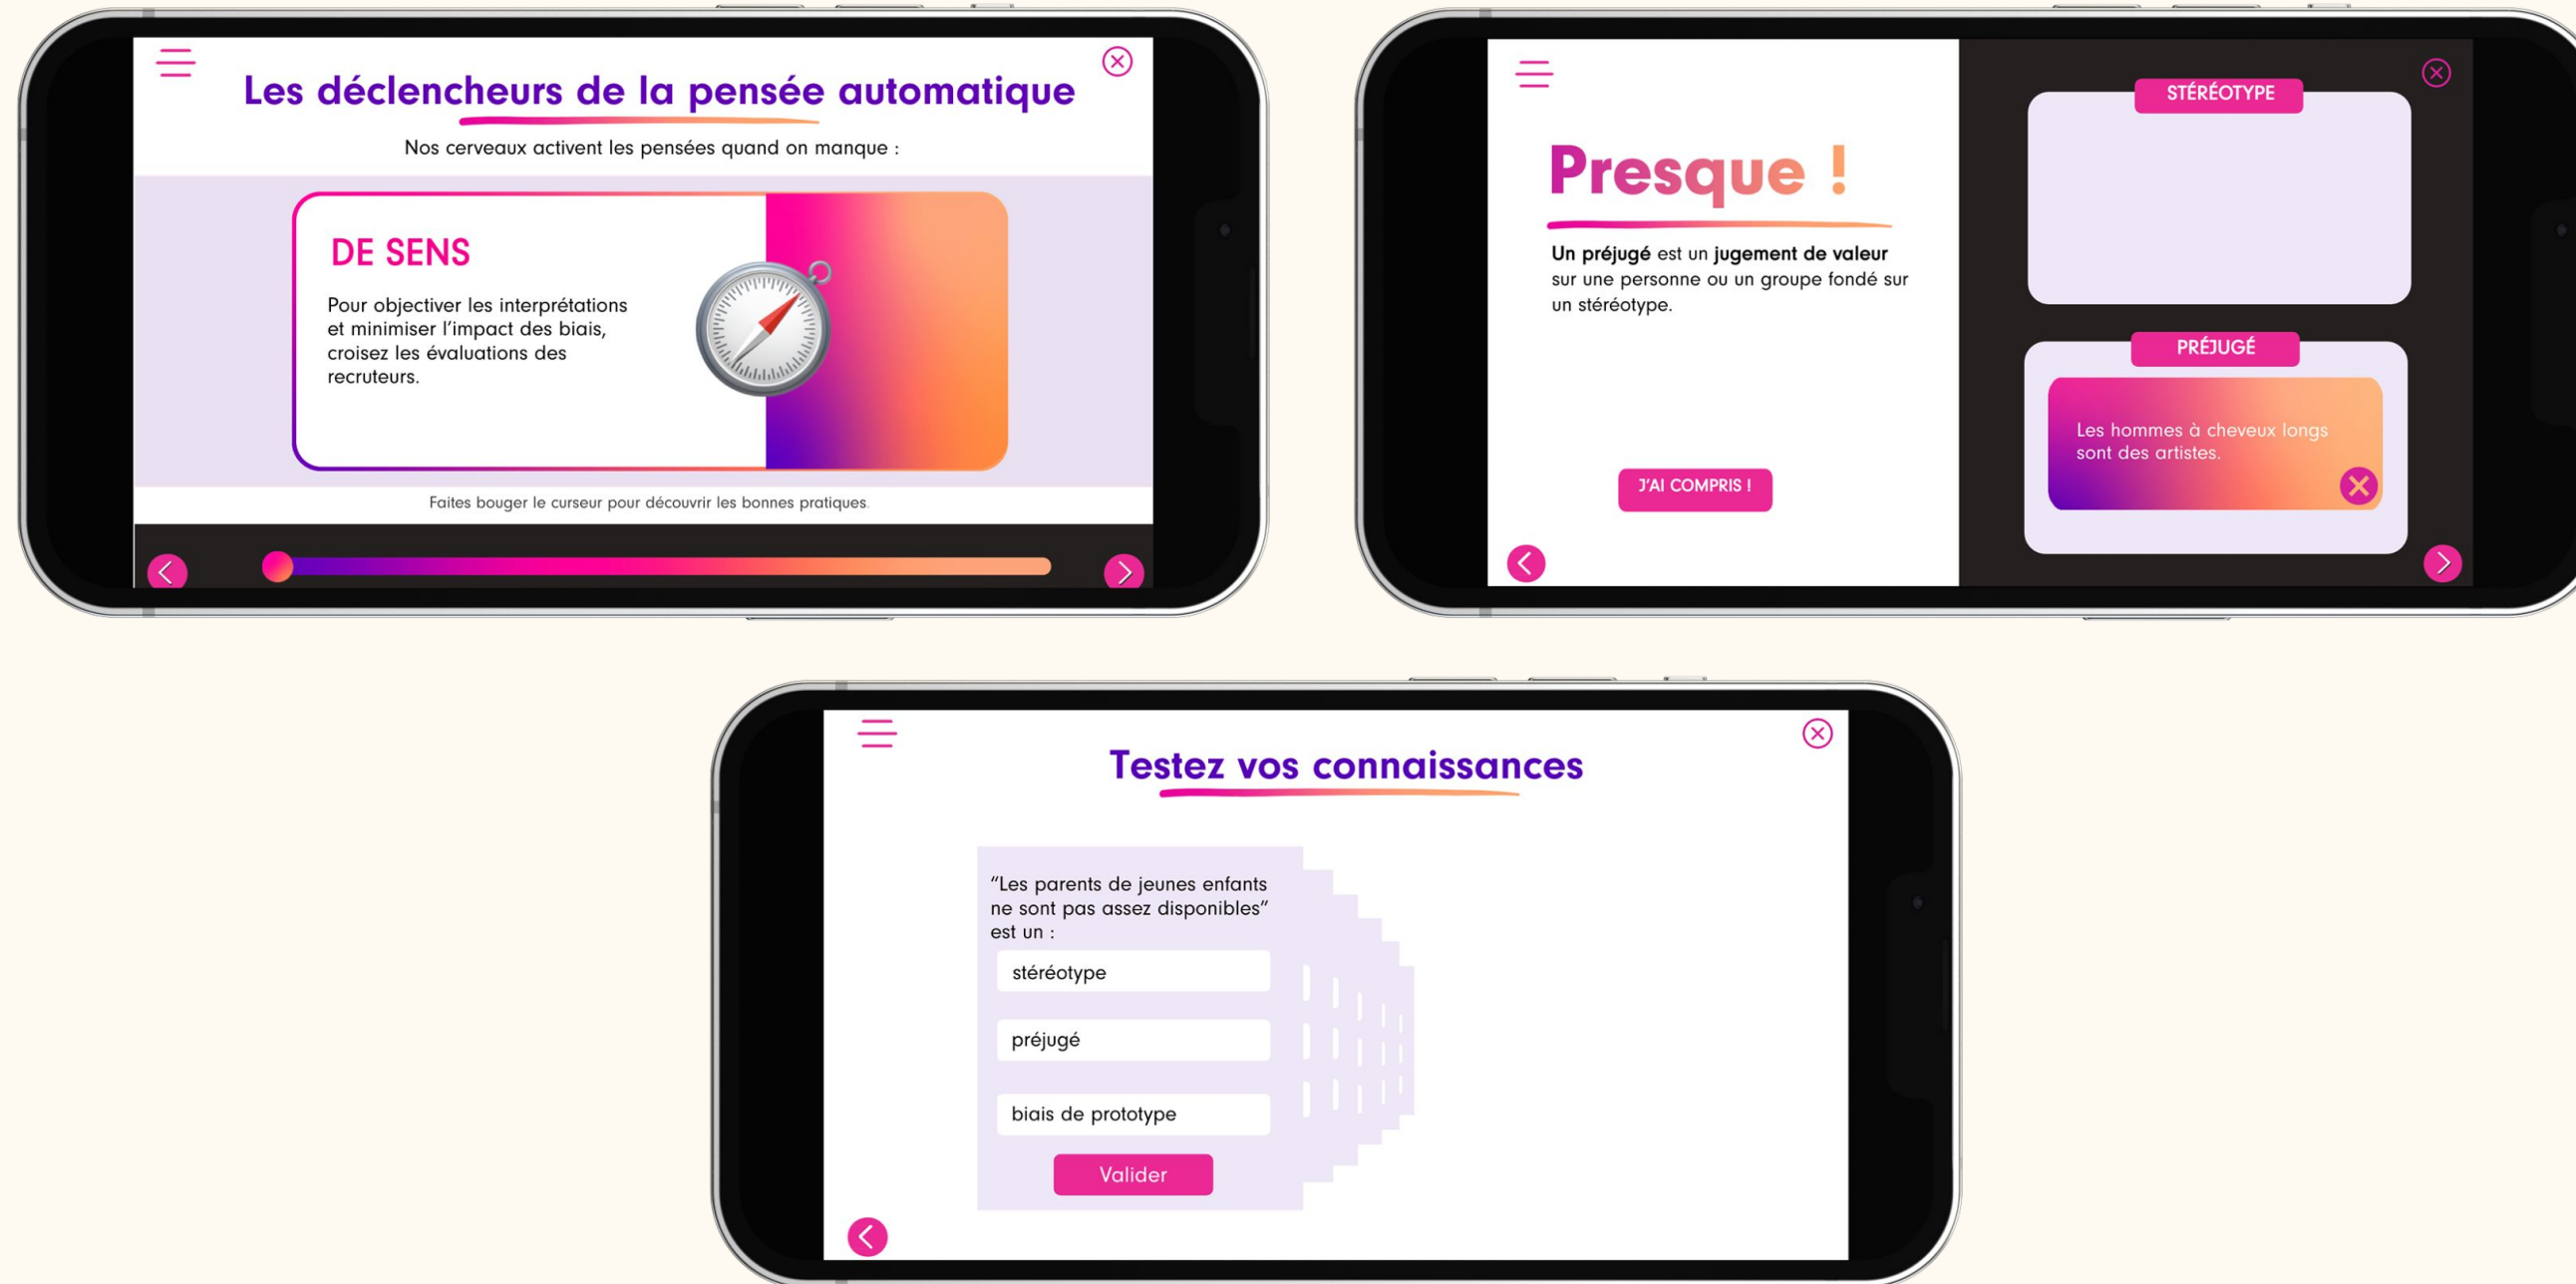 Les déclencheurs de la pensée automatique
Nos cerveaux activent les pensées quand on manque :
DE SENS
Pour objectiver les interprétations
et minimiser l’impact des biais,
croisez les évaluations des
recruteurs.
Faites bouger le curseur pour découvrir les bonnes pratiques.
Presque !
Un préjugé est un jugement de valeur
sur une personne ou un groupe fondé sur
un stéréotype.
J’AI COMPRIS !
STÉRÉOTYPE
PRÉJUGÉ
Les hommes à cheveux longs
sont des artistes.
Testez vos connaissances
“Les parents de jeunes enfants
ne sont pas assez disponibles”
est un :
stéréotype
préjugé
biais de prototype
Valider